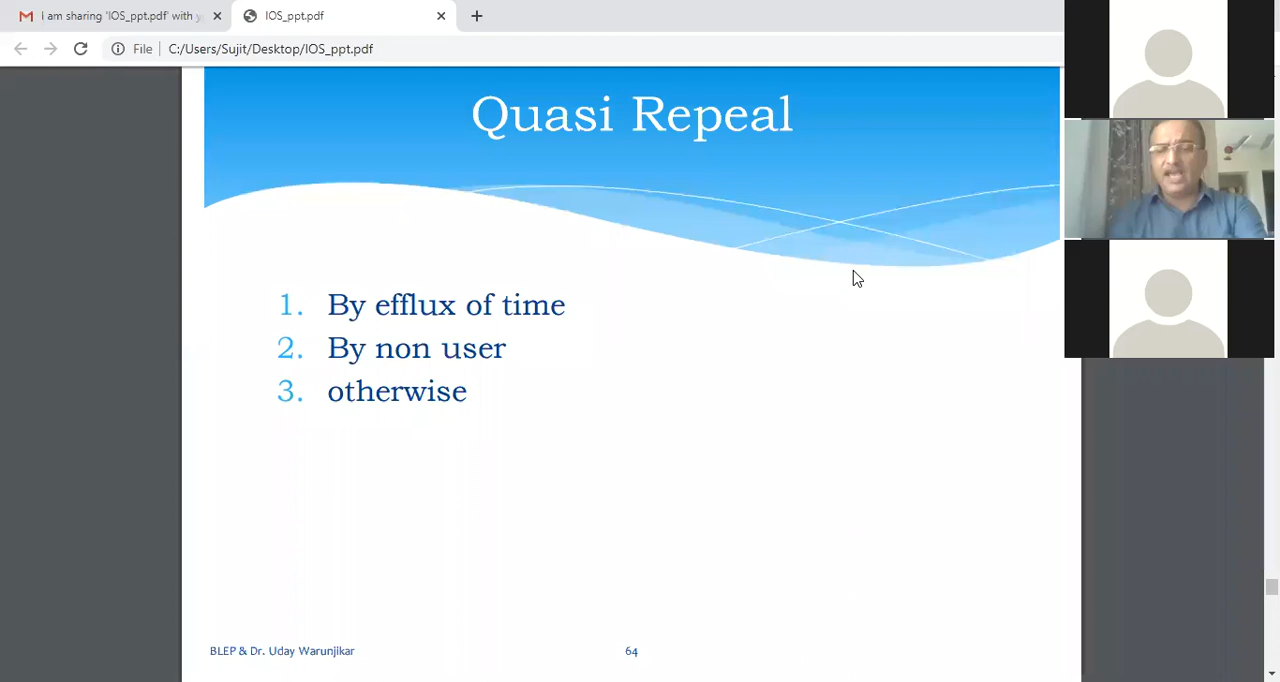 I am sharing 'IOS_ppt.pdf' with
IOS_ppt.pdf
File
C:/Users/Sujit/Desktop/IOS_ppt.pdf
Quasi Repeal
1. By efflux of time
2. By non user
3. otherwise
BLEP & Dr. Uday Warunjikar
64